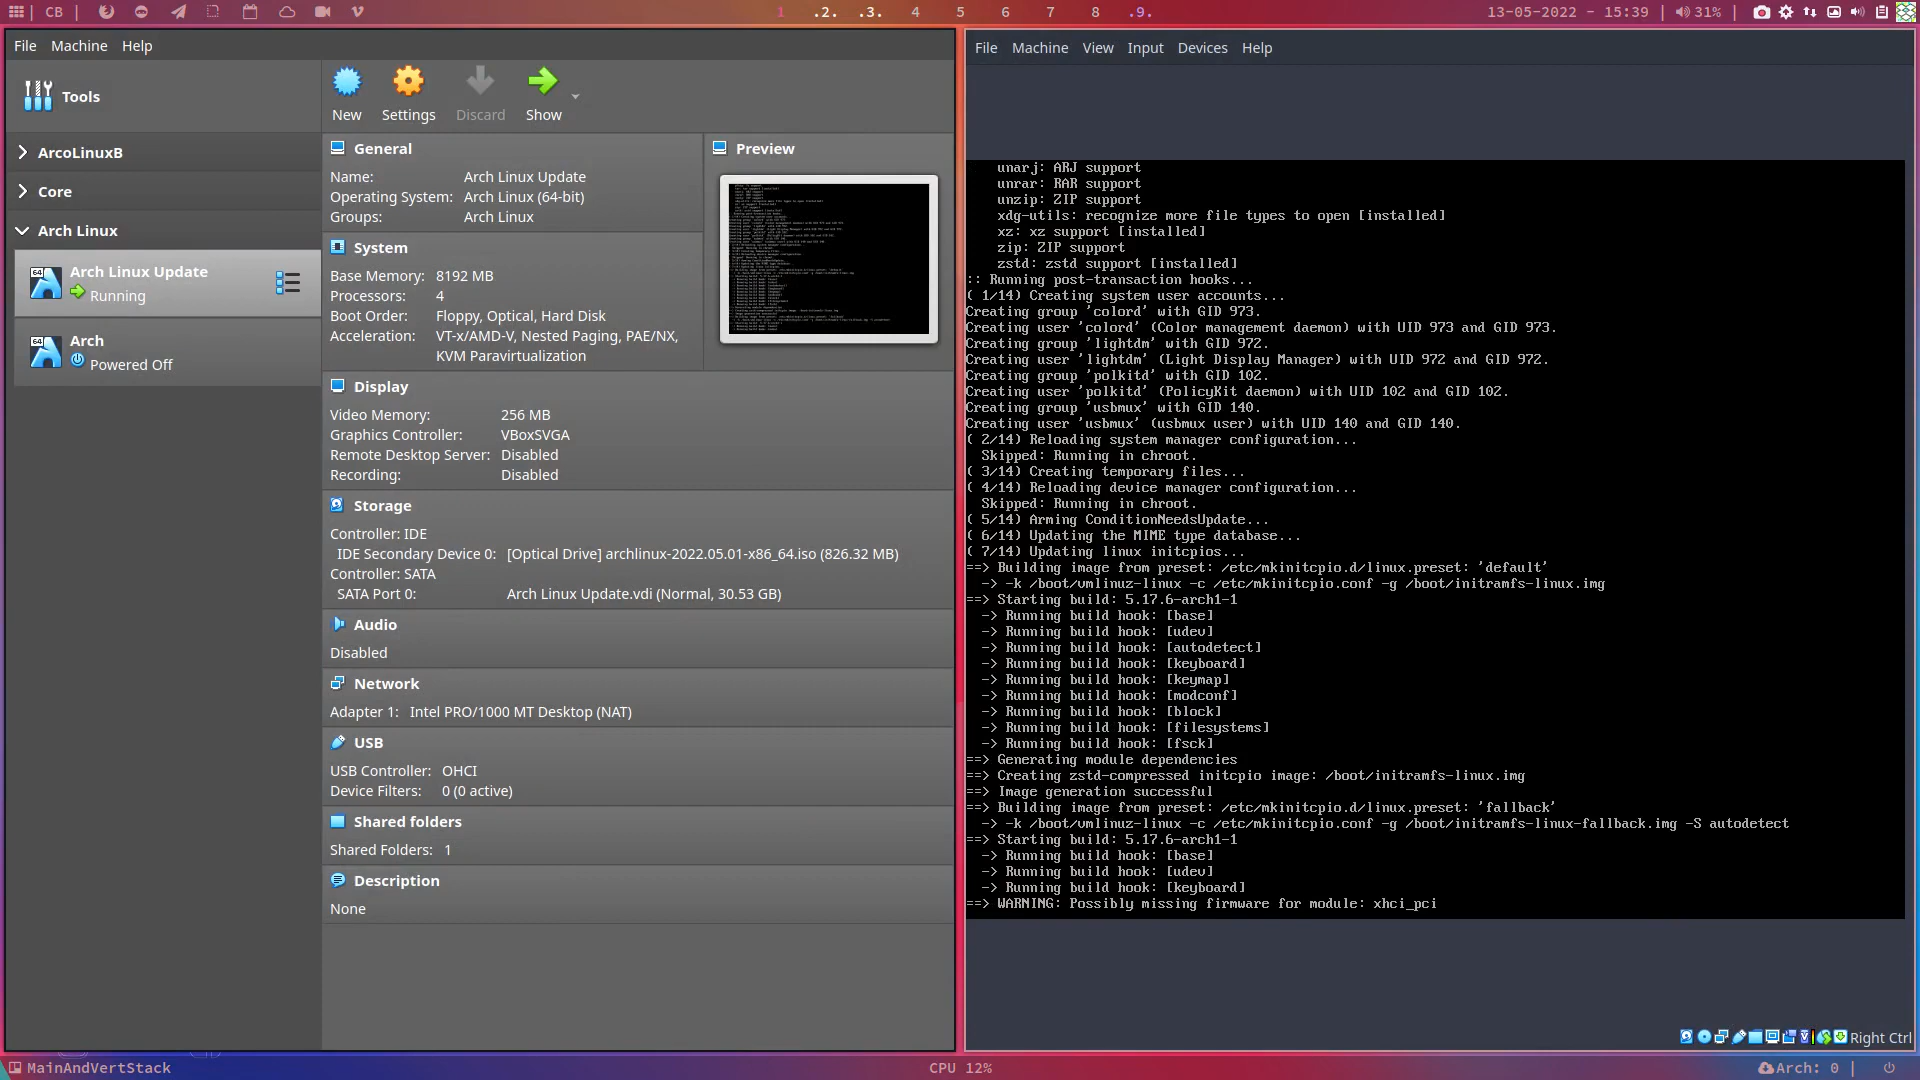 CB
1 .2. .3. 4 5 6 7 8 .9.
13-05-2022 - 15:39 | 31% |
File Machine Help
Tools
ArcoLinuxB
Core
Arch Linux
64
Arch Linux Update
Running
64
Arch
Powered Off
New Settings Discard Show
General
Name: Arch Linux Update
Operating System: Arch Linux (64-bit)
Groups: Arch Linux
System
Base Memory: 8192 MB
Processors: 4
Boot Order: Floppy, Optical, Hard Disk
Acceleration: VT-x/AMD-V, Nested Paging, PAE/NX,
KVM Paravirtualization
Preview
Display
Video Memory: 256 MB
Graphics Controller: VBoxSVGA
Remote Desktop Server: Disabled
Recording: Disabled
Storage
Controller: IDE
IDE Secondary Device 0: [Optical Drive] archlinux-2022.05.01-x86_64.iso (826.32 MB)
Controller: SATA
SATA Port 0: Arch Linux Update.vdi (Normal, 30.53 GB)
Audio
Disabled
Network
Adapter 1: Intel PRO/1000 MT Desktop (NAT)
USB
USB Controller: OHCI
Device Filters: 0 (0 active)
Shared folders
Shared Folders: 1
Description
None
File Machine View Input Devices Help
unarj: ARJ support
unrar: RAR support
unzip: ZIP support
xdg-utils: recognize more file types to open [installed]
xz: xz support [installed]
zip: ZIP support
zstd: zstd support [installed]
:: Running post-transaction hooks...
( 1/14) Creating system user accounts...
Creating group 'colord' with GID 973.
Creating user 'colord' (Color management daemon) with UID 973 and GID 973.
Creating group 'lightdm' with GID 972.
Creating user 'lightdm' (Light Display Manager) with UID 972 and GID 972.
Creating group 'polkitd' with GID 102.
Creating user 'polkitd' (PolicyKit daemon) with UID 102 and GID 102.
Creating group 'usbmux' with GID 140.
Creating user 'usbmux' (usbmux user) with UID 140 and GID 140.
( 2/14) Reloading system manager configuration...
Skipped: Running in chroot.
( 3/14) Creating temporary files...
( 4/14) Reloading device manager configuration...
Skipped: Running in chroot.
( 5/14) Arming ConditionNeedsUpdate...
( 6/14) Updating the MIME type database...
( 7/14) Updating linux initcpios...
==> Building image from preset: /etc/mkinitcpio.d/linux.preset: 'default'
-> -k /boot/vmlinuz-linux -c /etc/mkinitcpio.conf -g /boot/initramfs-linux.img
==> Starting build: 5.17.6-arch1-1
-> Running build hook: [base]
-> Running build hook: [udev]
-> Running build hook: [autodetect]
-> Running build hook: [keyboard]
-> Running build hook: [keymap]
-> Running build hook: [modconf]
-> Running build hook: [block]
-> Running build hook: [filesystems]
-> Running build hook: [fsck]
==> Generating module dependencies
==> Creating zstd-compressed initcpio image: /boot/initramfs-linux.img
==> Image generation successful
==> Building image from preset: /etc/mkinitcpio.d/linux.preset: 'fallback'
-> -k /boot/vmlinuz-linux -c /etc/mkinitcpio.conf -g /boot/initramfs-linux-fallback.img -S autodetect
==> Starting build: 5.17.6-arch1-1
-> Running build hook: [base]
-> Running build hook: [udev]
-> Running build hook: [keyboard]
==> WARNING: Possibly missing firmware for module: xhci_pci
Right Ctrl
MainAndVertStack
CPU 12%
Arch: 0 |